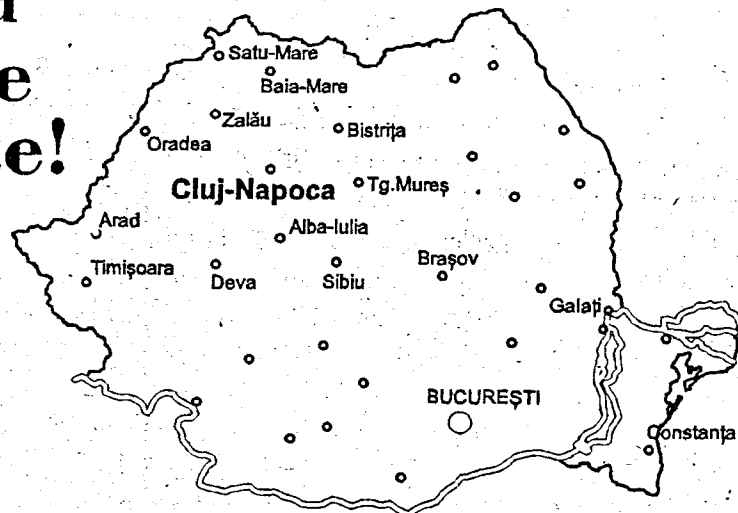 Satu-Mare
Baia-Mare
Zalău
Bistrița
Oradea
Cluj-Napoca
Tg.Mureș
Arad
Alba-Iulia
Timișoara
Deva
Sibiu
Brașov
Galați
BUCUREȘTI
Constanța